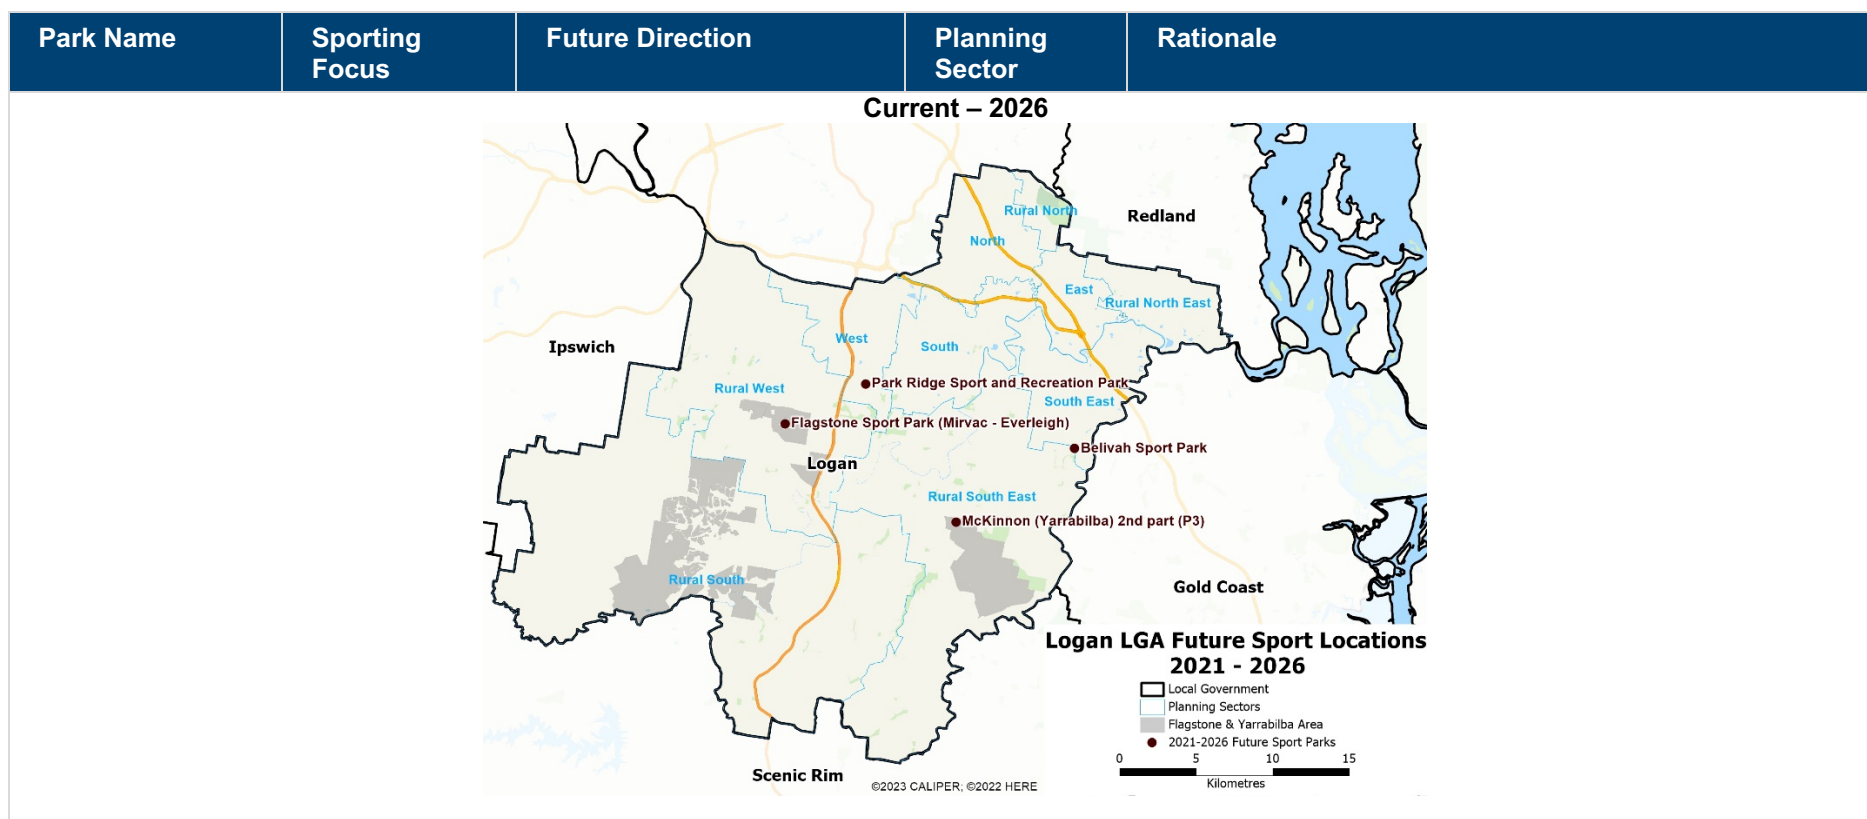 Park Name
Sporting
Focus
Future Direction
Planning
Sector
Rationale
Current – 2026
Rural North
Redland
North
East
Rural North East
West
South
Ipswich
Park Ridge Sport and Recreation Park
Rural West
South East
Flagstone Sport Park (Mirvac - Everleigh)
Belivah Sport Park
Logan
Rural South East
McKinnon (Yarrabilba) 2nd part (P3)
Rural South
Gold Coast
Logan LGA Future Sport Locations
2021 - 2026
Local Government
Planning Sectors
Flagstone & Yarrabilba Area
2021-2026 Future Sport Parks
0 5 10 15
Kilometres
Scenic Rim
©2023 CALIPER; ©2022 HERE